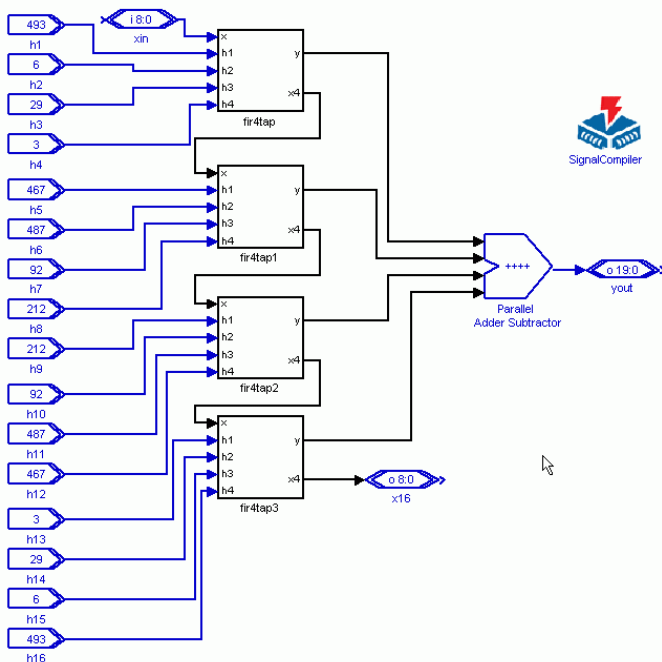 493
h1
6
h2
29
h3
3
h4
467
h5
487
h6
92
h7
212
h8
212
h9
92
h10
487
h11
467
h12
3
h13
29
h14
6
h15
493
h16
i 8:0
xin
x
h1
h2
h3
h4
y
x4
fir4tap
x
h1
h2
h3
h4
y
x4
fir4tap1
x
h1
h2
h3
h4
y
x4
fir4tap2
x
h1
h2
h3
h4
y
x4
fir4tap3
o 8:0
x16
SignalCompiler
++++
Parallel
Adder Subtractor
o 19:0
yout